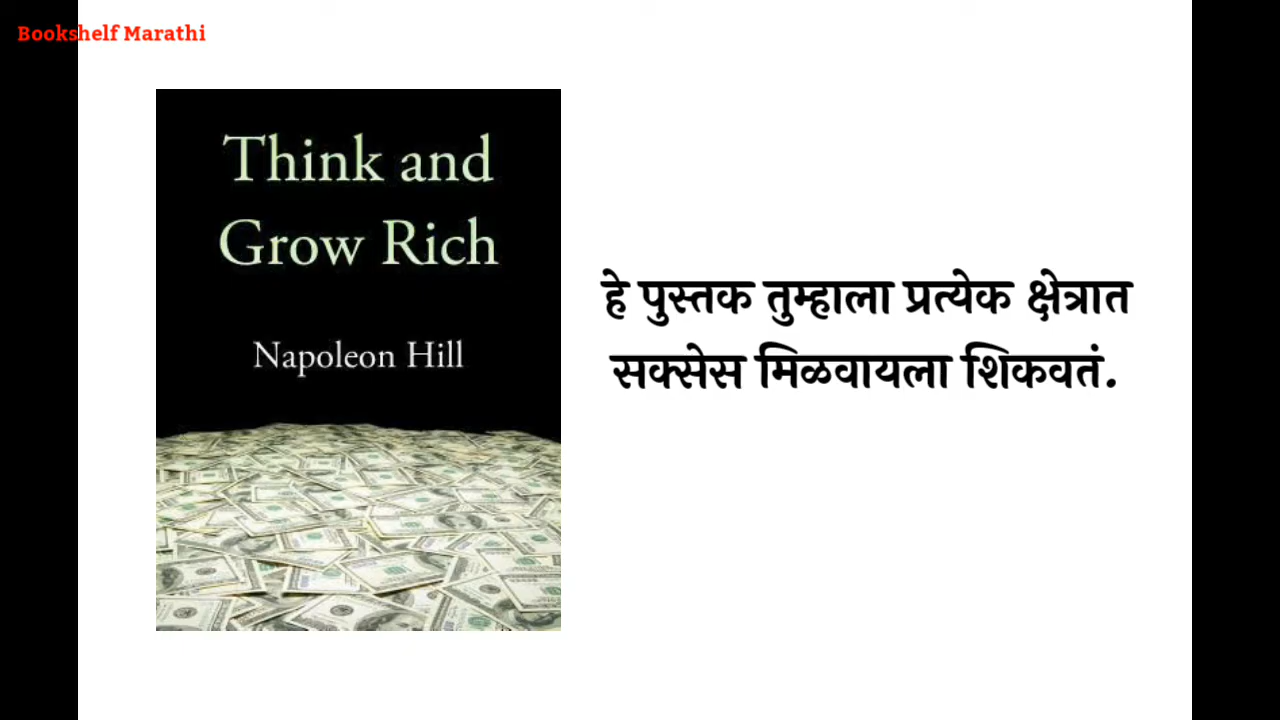 Bookshelf Marathi
Think and
Grow Rich
Napoleon Hill
हे पुस्तक तुम्हाला प्रत्येक क्षेत्रात
सक्सेस मिळवायला शिकवतं.